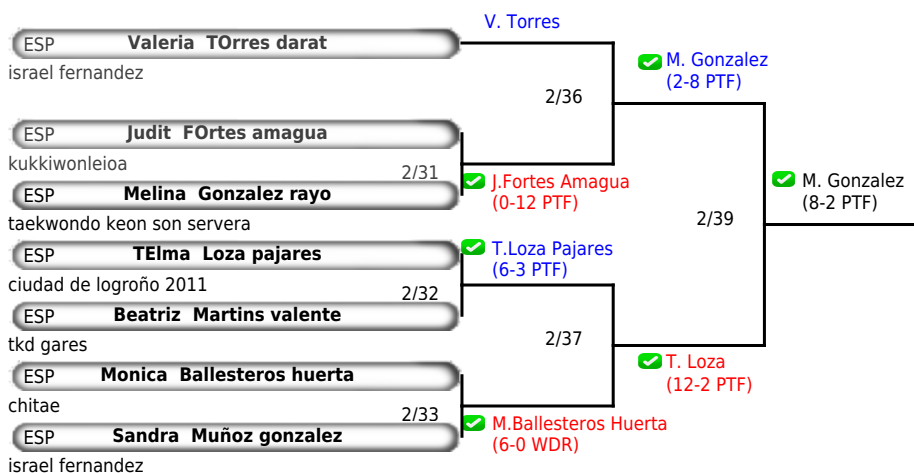 V. Torres
ESP Valeria TOrres darat
israel fernandez
M. Gonzalez
(2-8 PTF)
2/36
ESP Judit FOrtes amagua
kukkiwonleioa
2/31
J.Fortes Amagua
(0-12 PTF)
M. Gonzalez
(8-2 PTF)
ESP Melina Gonzalez rayo
taekwondo keon son servera
2/39
ESP TElma Loza pajares
T.Loza Pajares
(6-3 PTF)
ciudad de logroño 2011
2/32
ESP Beatriz Martins valente
tkd gares
2/37
T. Loza
(12-2 PTF)
ESP Monica Ballesteros huerta
chitae
2/33
M.Ballesteros Huerta
(6-0 WDR)
ESP Sandra Muñoz gonzalez
israel fernandez